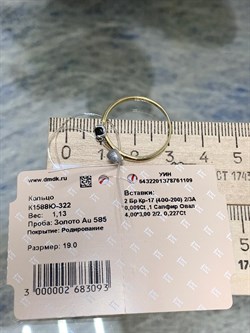 www.dmdk.ru
Кольцо
К1588Ю-322
Вес: 1,13
Проба: Золото Au 585
Покрытие: Родирование
Размер: 19.0
3 000002 683093
УИН
6432201378761109
Вставки:
2 Бр Кр-17 (400-200) 2/3А
0,009Ct ,1 Сапфир Овал
4,00*3,00 2/2, 0,227Ct